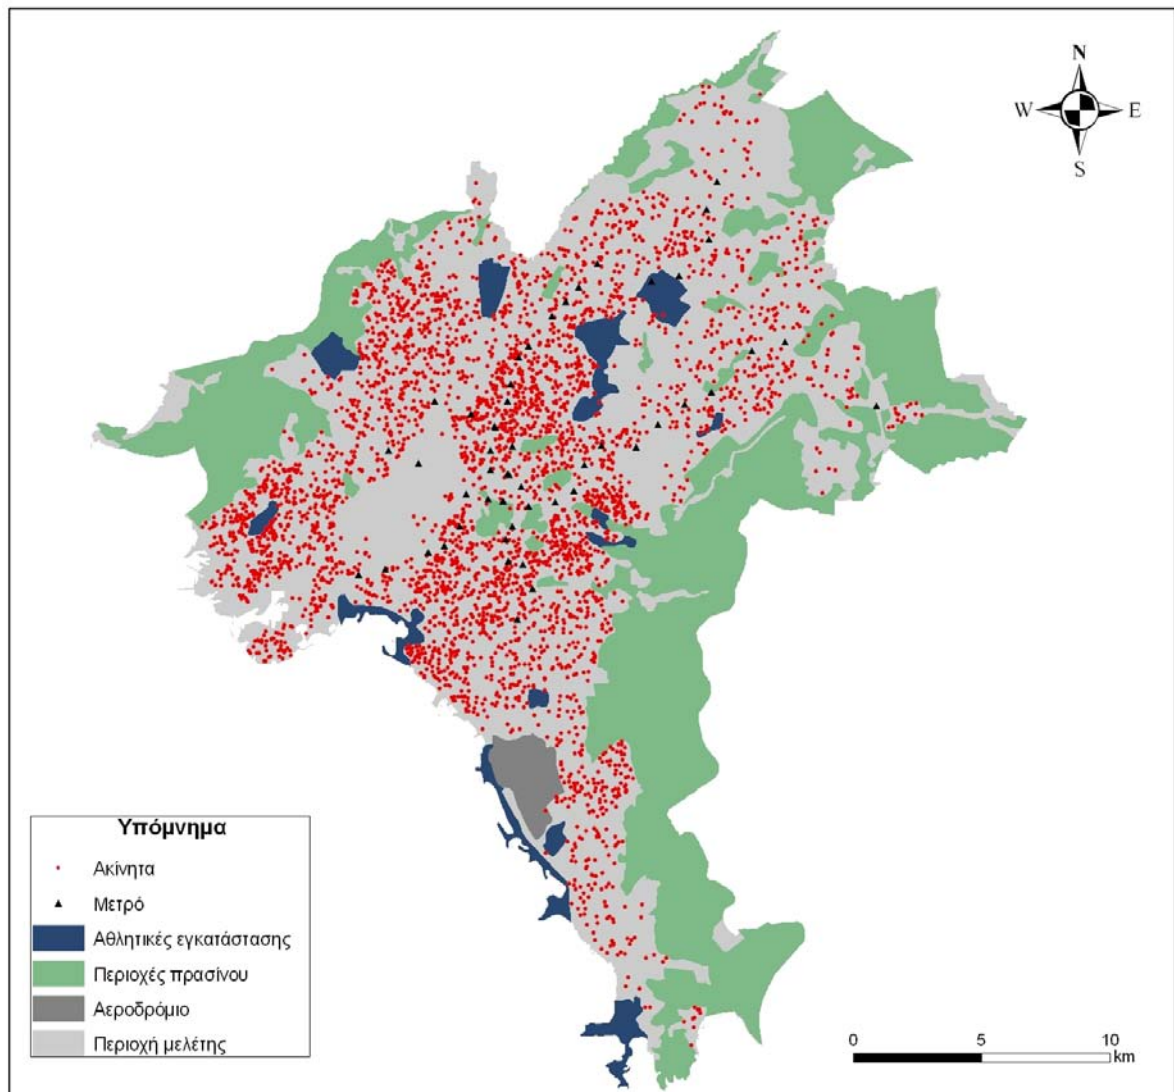 N
W E
S
Υπόμνημα
Ακίνητα
Μετρό
Αθλητικές εγκατάστασης
Περιοχές πρασίνου
Αεροδρόμιο
Περιοχή μελέτης
0 5 10
km